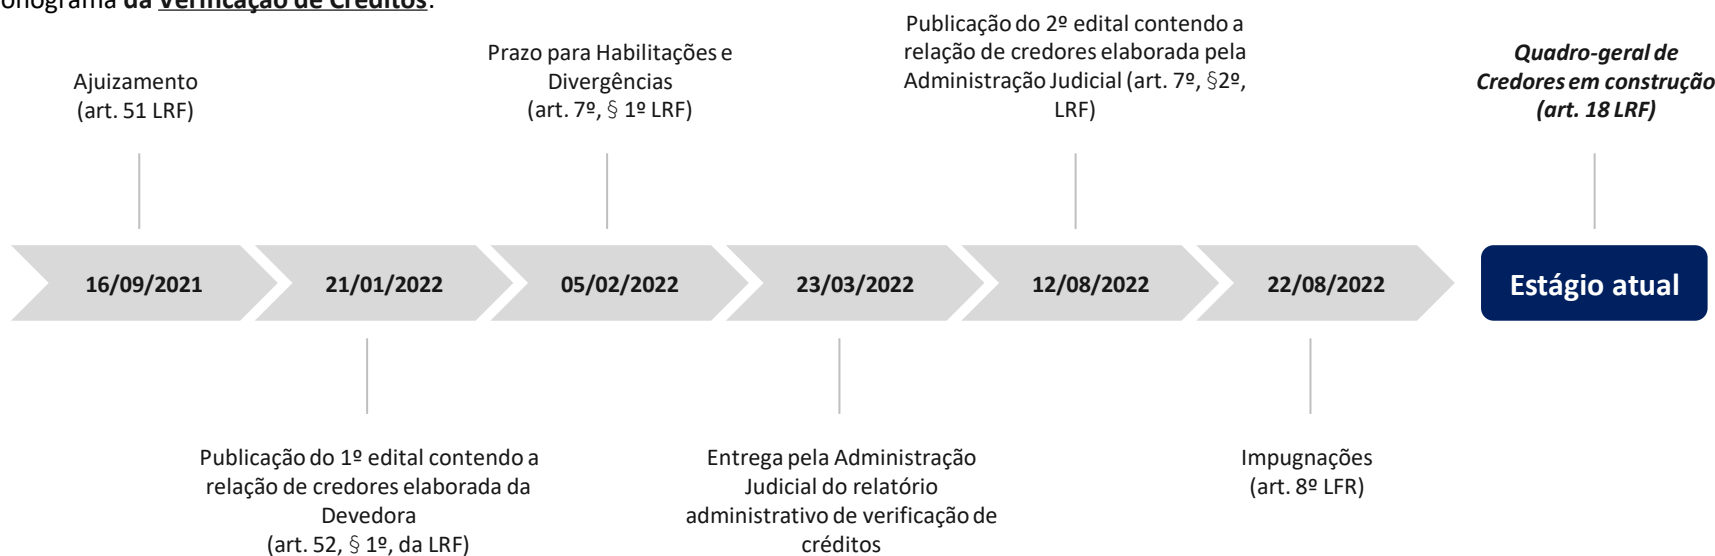 onograma da Verificação de Créditos:
Ajuizamento
(art. 51 LRF)
Prazo para Habilitações e
Divergências
(art. 7º, § 1º LRF)
Publicação do 2º edital contendo a
relação de credores elaborada pela
Administração Judicial (art. 7º, §2º,
LRF)
Quadro-geral de
Credores em construção
(art. 18 LRF)
16/09/2021
21/01/2022
05/02/2022
23/03/2022
12/08/2022
22/08/2022
Estágio atual
Publicação do 1º edital contendo a
relação de credores elaborada da
Devedora
(art. 52, § 1º, da LRF)
Entrega pela Administração
Judicial do relatório
administrativo de verificação de
créditos
Impugnações
(art. 8º LFR)